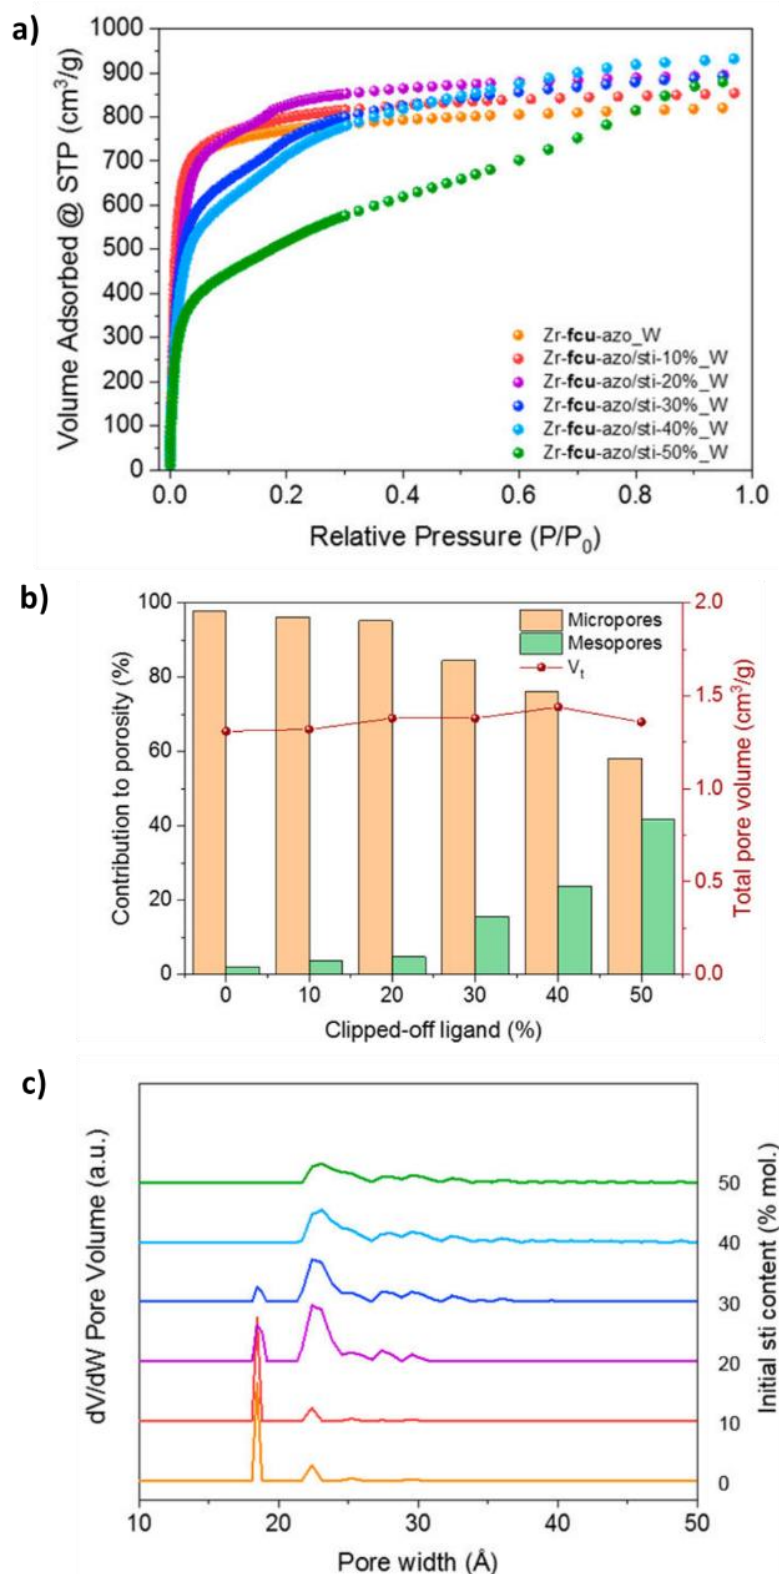 a)
Volume Adsorbed @ STP (cm³/g)
1000
900
800
700
600
500
400
300
200
100
0
Zr-fcu-azo_W
Zr-fcu-azo/sti-10%_W
Zr-fcu-azo/sti-20%_W
Zr-fcu-azo/sti-30%_W
Zr-fcu-azo/sti-40%_W
Zr-fcu-azo/sti-50%_W
0.0 0.2 0.4 0.6 0.8 1.0
Relative Pressure (P/P₀)
b)
Contribution to porosity (%)
100
80
60
40
20
0
Micropores
Mesopores
Vₜ
2.0
1.5
1.0
0.5
0.0
Total pore volume (cm³/g)
0 10 20 30 40 50
Clipped-off ligand (%)
c)
dV/dW Pore Volume (a.u.)
50
40
30
20
10
0
Initial sti content (% mol.)
10 20 30 40 50
Pore width (Å)